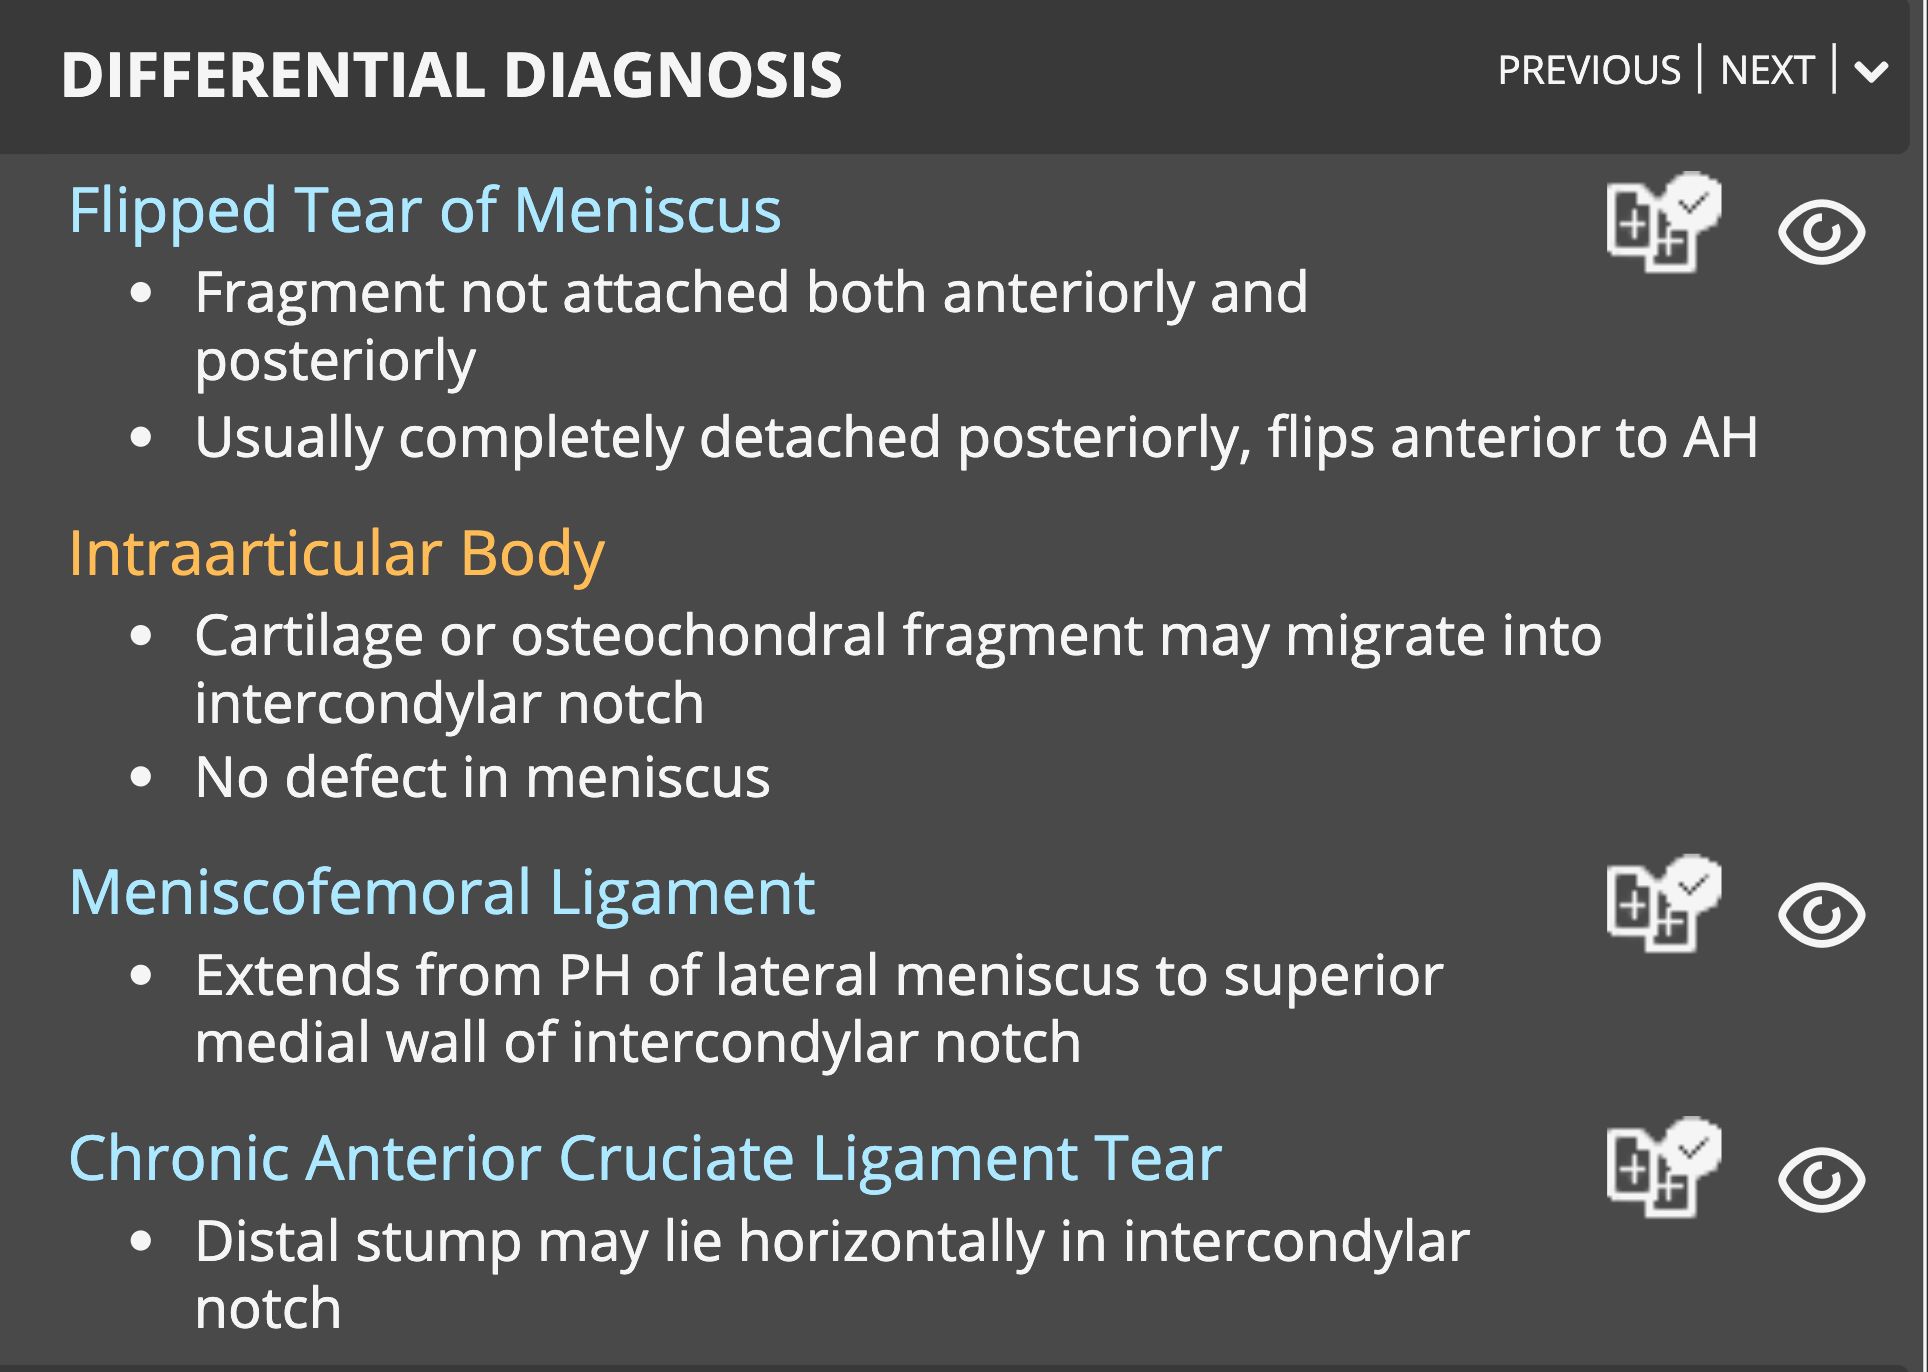 DIFFERENTIAL DIAGNOSIS
PREVIOUS | NEXT |
Flipped Tear of Meniscus
• Fragment not attached both anteriorly and
posteriorly
• Usually completely detached posteriorly, flips anterior to AH
Intraarticular Body
• Cartilage or osteochondral fragment may migrate into
intercondylar notch
• No defect in meniscus
Meniscofemoral Ligament
• Extends from PH of lateral meniscus to superior
medial wall of intercondylar notch
Chronic Anterior Cruciate Ligament Tear
• Distal stump may lie horizontally in intercondylar
notch